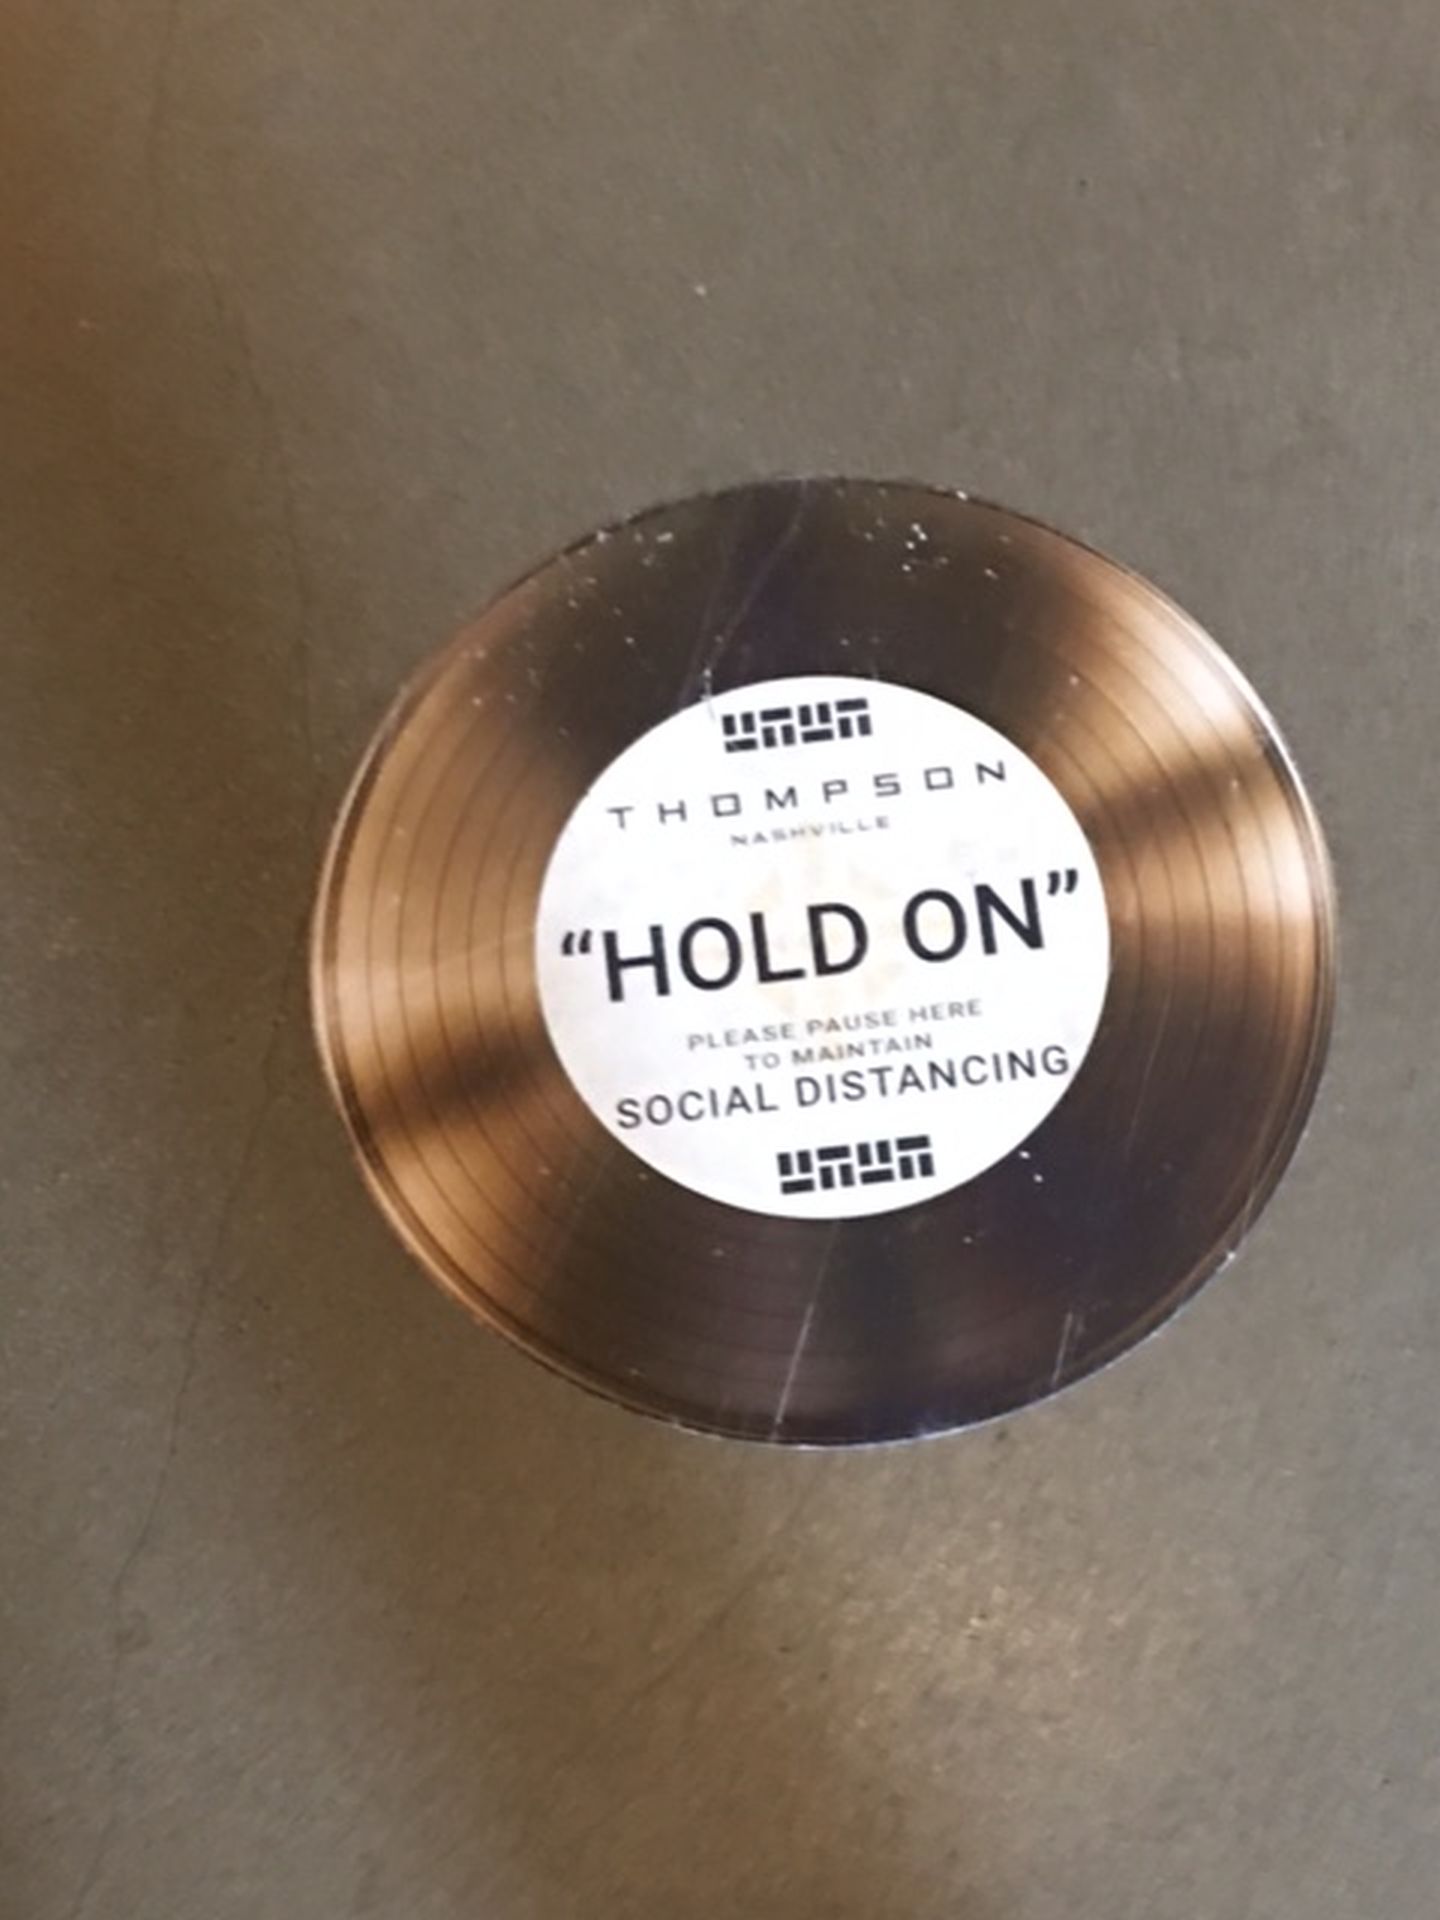 THOMPSON
NASHVILLE
“HOLD ON”
PLEASE PAUSE HERE
TO MAINTAIN
SOCIAL DISTANCING